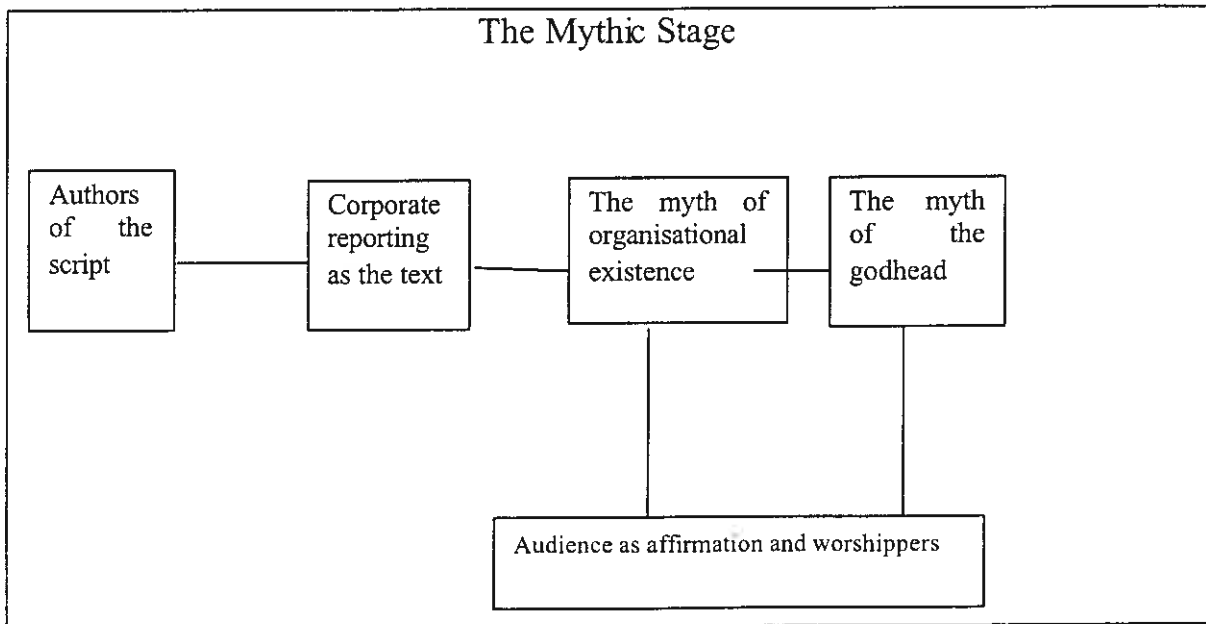 The Mythic Stage
Authors
of the
script
Corporate
reporting
as the text
The myth of
organisational
existence
The myth
of the
godhead
Audience as affirmation and worshippers